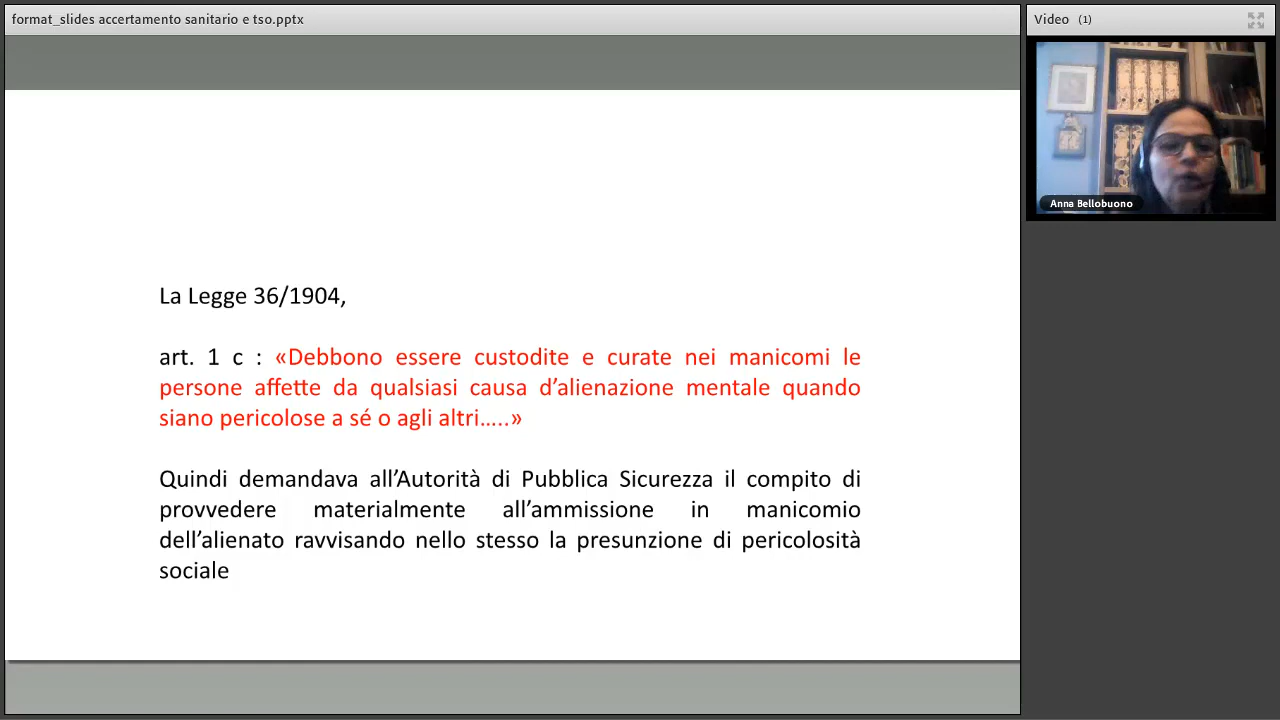 format_slides accertamento sanitario e tso.pptx
Video (1)
Anna Bellobuono
La Legge 36/1904,
art. 1 c : «Debbono essere custodite e curate nei manicomi le
persone affette da qualsiasi causa d’alienazione mentale quando
siano pericolose a sé o agli altri…..»
Quindi demandava all’Autorità di Pubblica Sicurezza il compito di
provvedere materialmente all’ammissione in manicomio
dell’alienato ravvisando nello stesso la presunzione di pericolosità
sociale